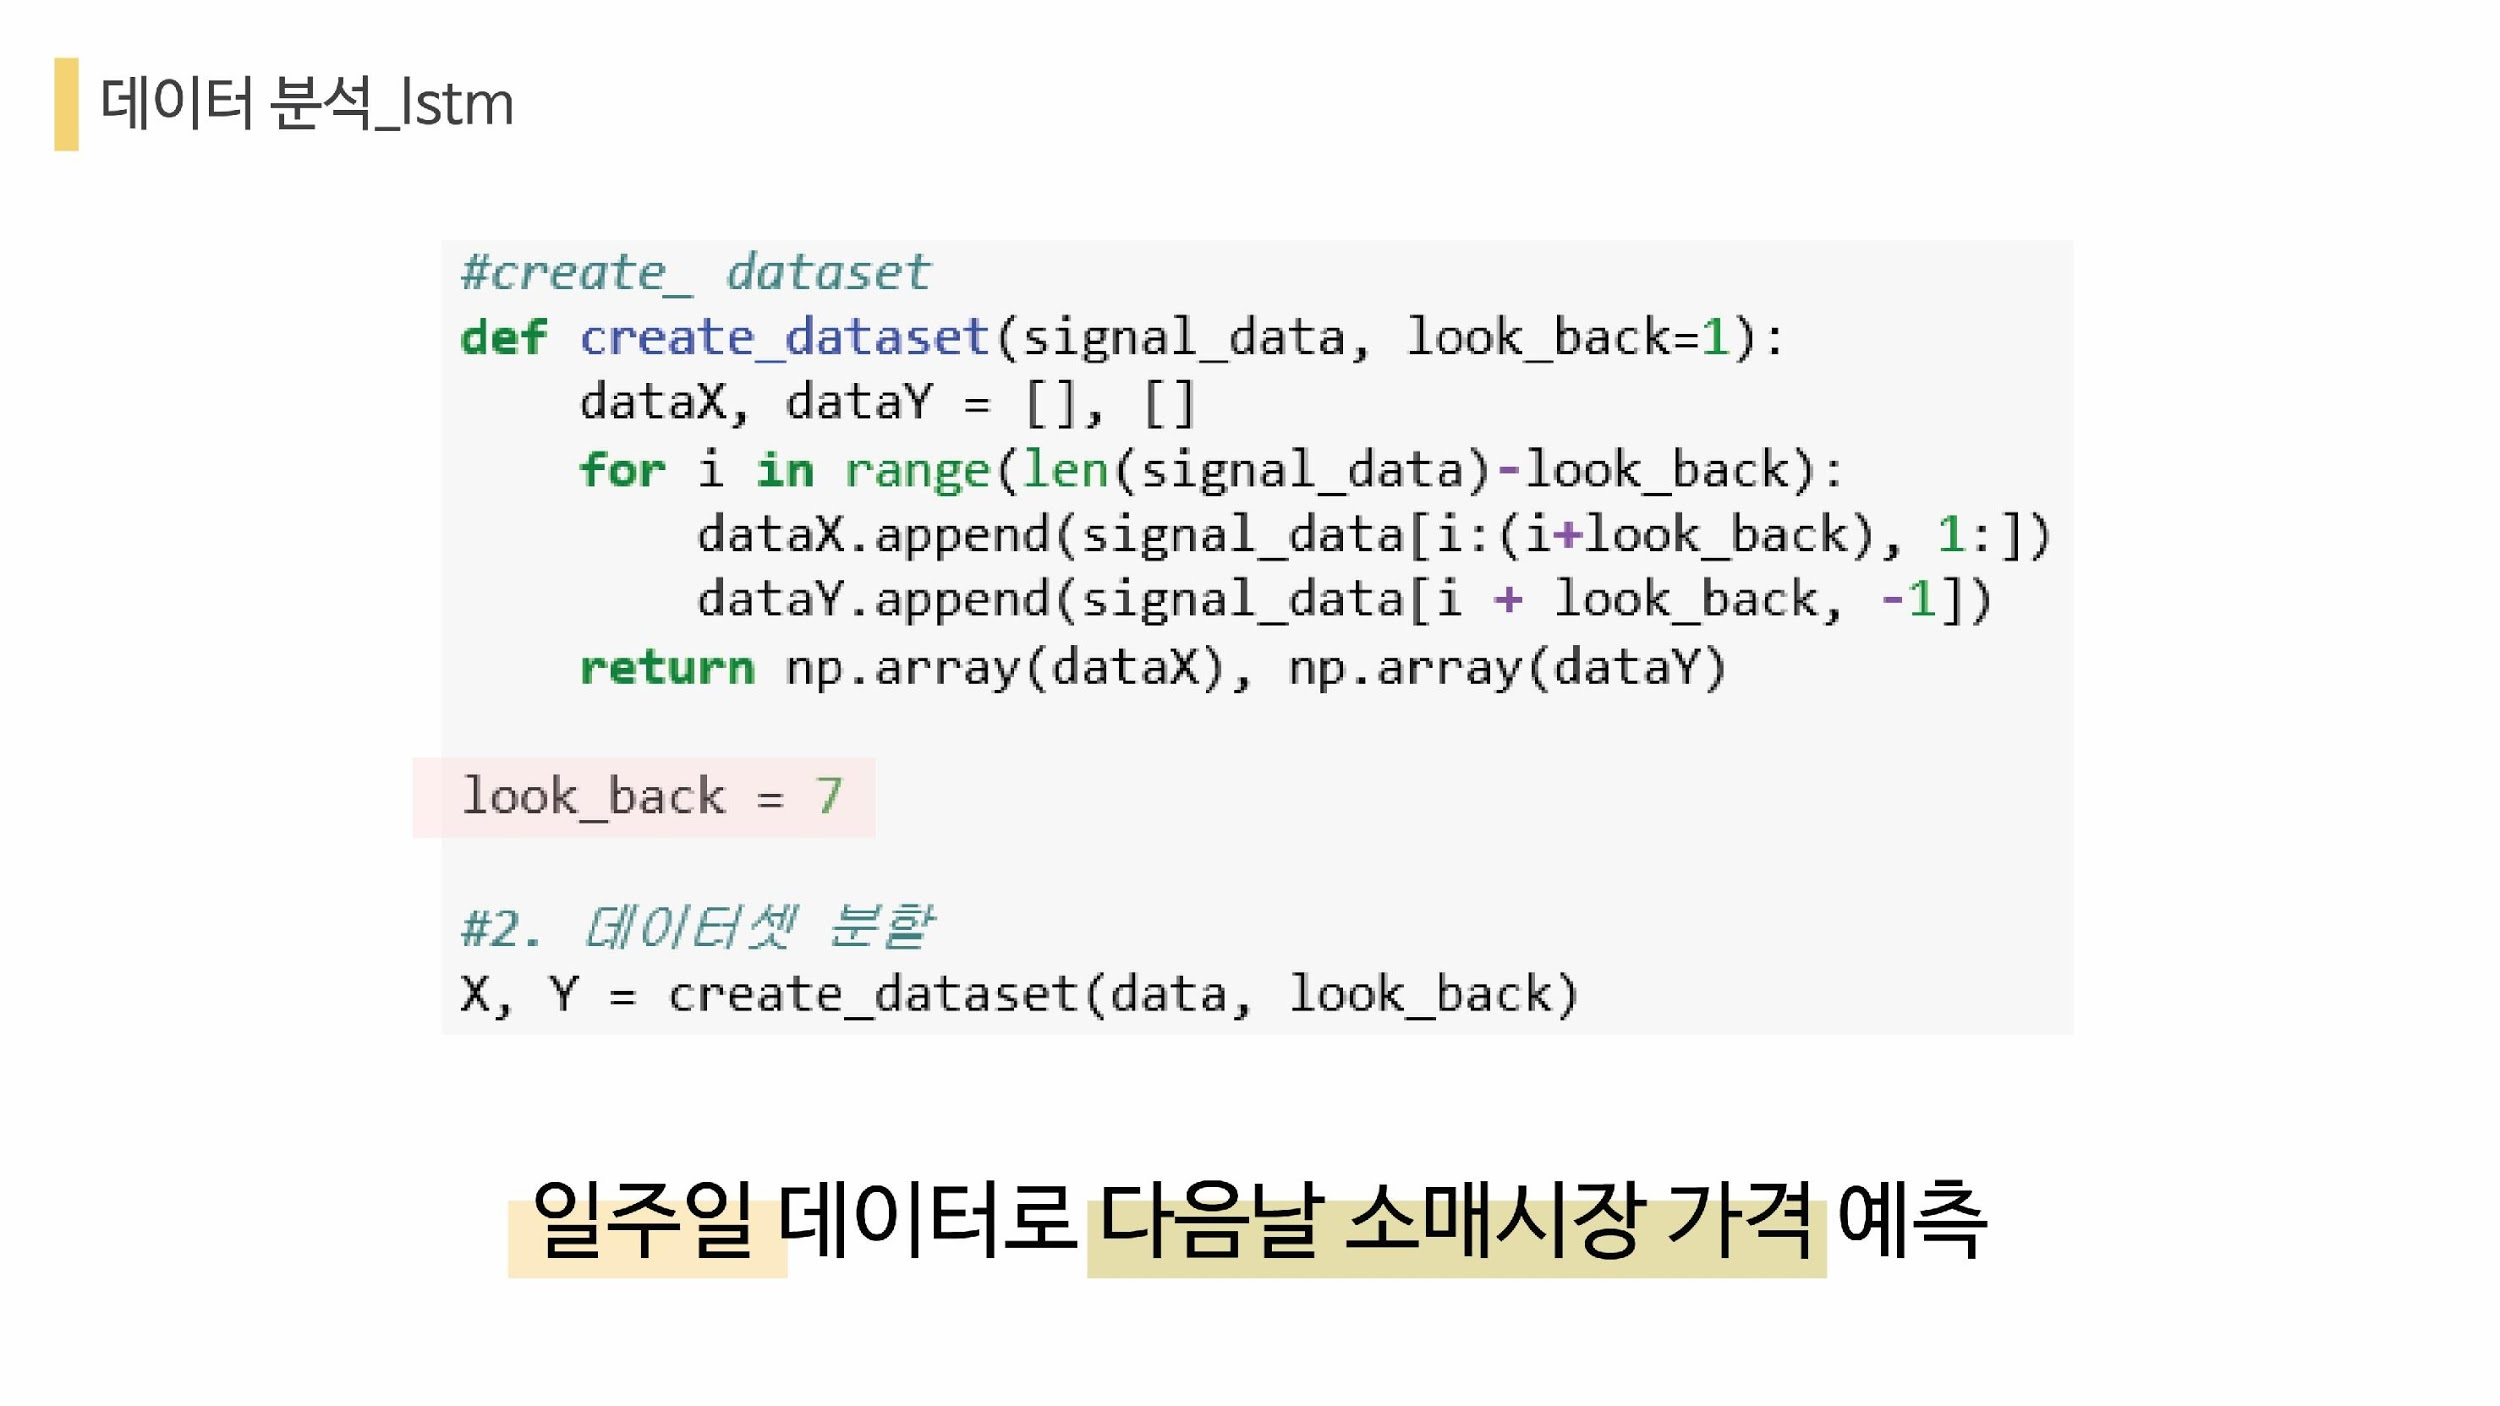 데이터 분석_lstm
#create_ dataset
def create_dataset(signal_data, look_back=1):
    dataX, dataY = [], []
    for i in range(len(signal_data)-look_back):
        dataX.append(signal_data[i:(i+look_back), 1:])
        dataY.append(signal_data[i + look_back, -1])
    return np.array(dataX), np.array(dataY)
look_back = 7
#2. 데이터셋 분할
X, Y = create_dataset(data, look_back)
일주일 데이터로 다음날 소매시장 가격 예측